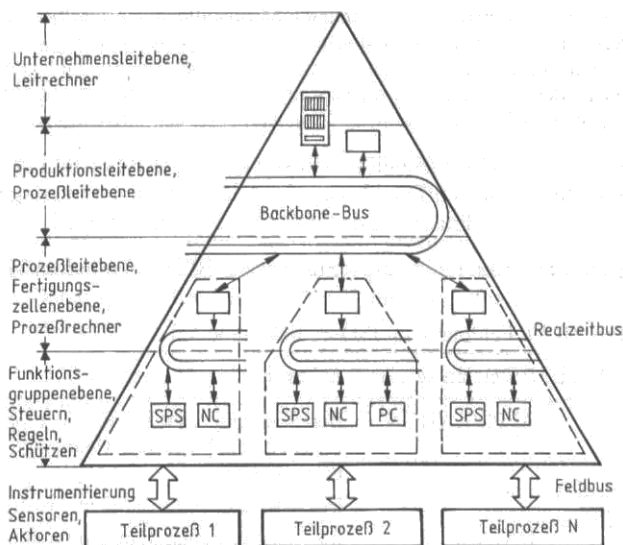 Unternehmensleitebene,
Leitrechner
Produktionsleitebene,
Prozeßleitebene
Backbone-Bus
Prozeßleitebene,
Fertigungs-
zellenebene,
Prozeßrechner
Realzeitbus
Funktions-
gruppenebene,
Steuern,
Regeln,
Schützen
SPS NC SPS NC PC SPS NC
Instrumentierung
Sensoren,
Aktoren
Feldbus
Teilprozeß 1 Teilprozeß 2 Teilprozeß N